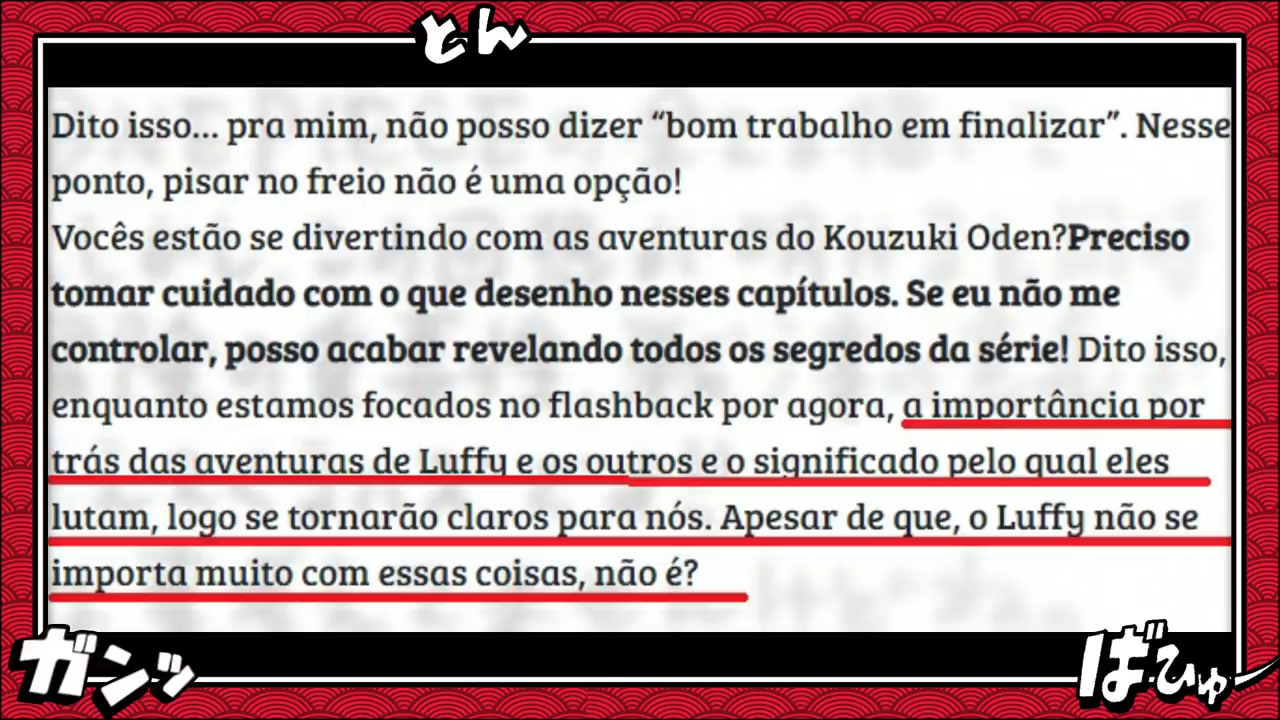 とん
Dito isso... pra mim, não posso dizer “bom trabalho em finalizar”. Nesse
ponto, pisar no freio não é uma opção!
Vocês estão se divertindo com as aventuras do Kouzuki Oden?Preciso
tomar cuidado com o que desenho nesses capítulos. Se eu não me
controlar, posso acabar revelando todos os segredos da série! Dito isso,
enquanto estamos focados no flashback por agora, a importância por
trás das aventuras de Luffy e os outros e o significado pelo qual eles
lutam, logo se tornarão claros para nós. Apesar de que, o Luffy não se
importa muito com essas coisas, não é?
ガンッ
ばひゅー